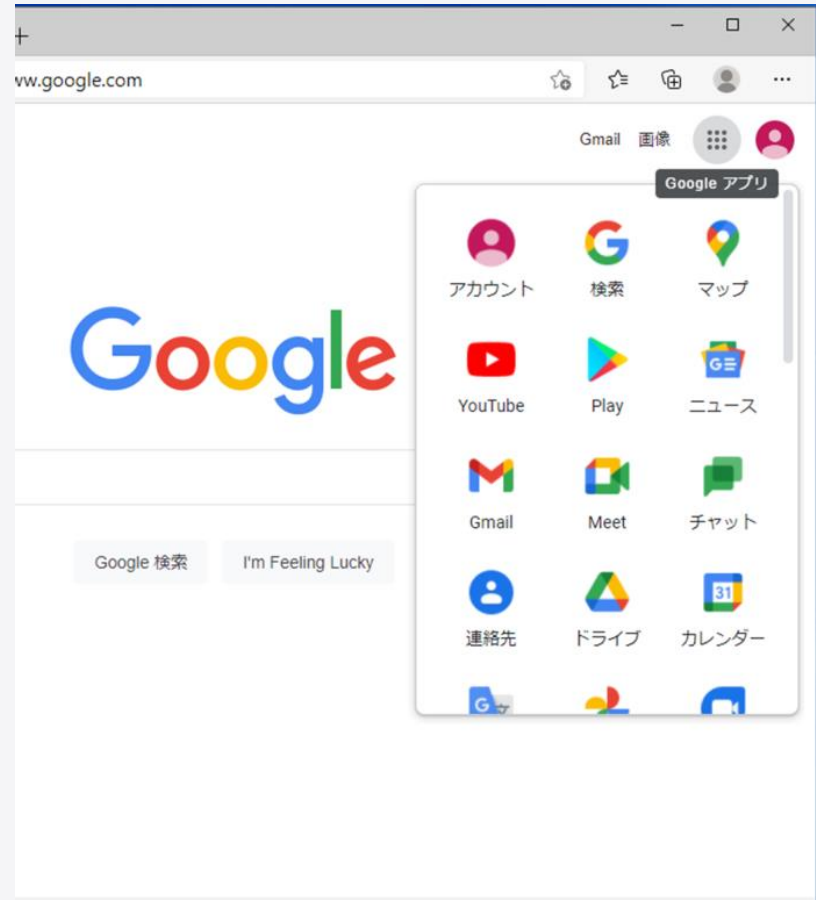 ww.google.com
Gmail 画像
Google アプリ
アカウント 検索 マップ
Google
YouTube Play ニュース
Gmail Meet チャット
Google 検索 I'm Feeling Lucky
31
連絡先 ドライブ カレンダー